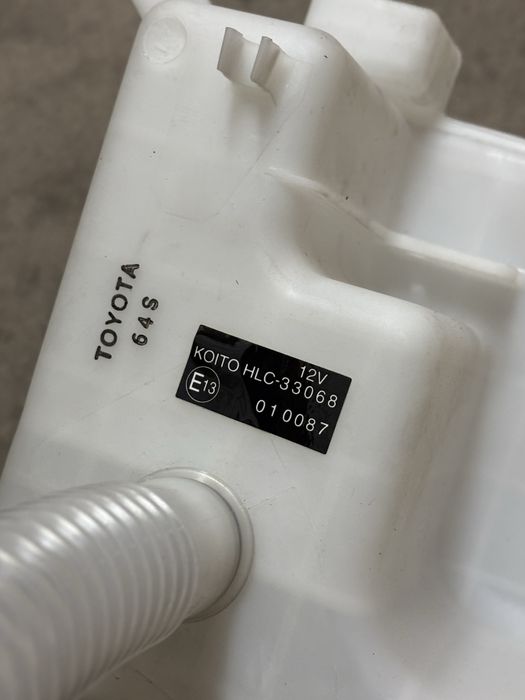 TOYOTA
64S
12V
KOITO HLC-33068
E13
010087